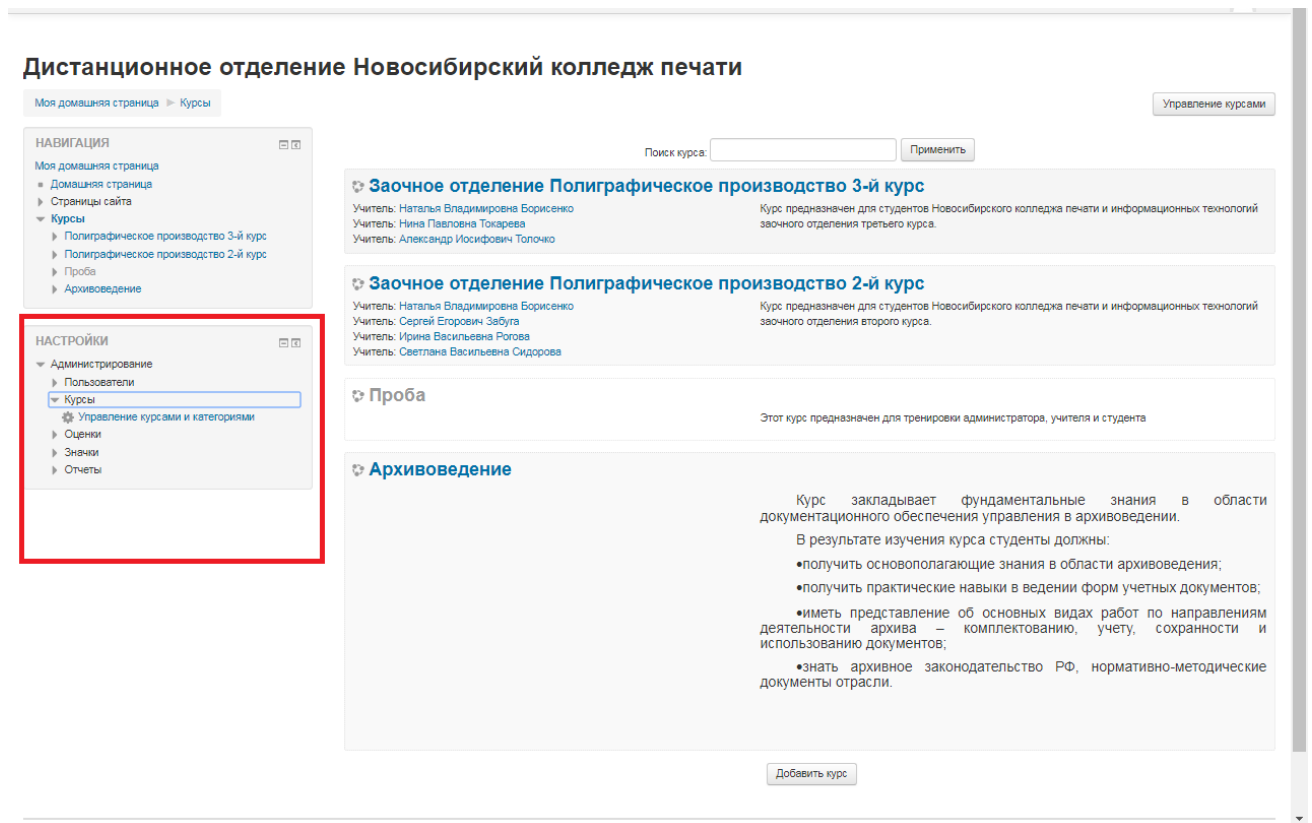 Дистанционное отделение Новосибирский колледж печати
Моя домашняя страница ► Курсы
Управление курсами
НАВИГАЦИЯ
Моя домашняя страница
Домашняя страница
Страницы сайта
Курсы
Полиграфическое производство 3-й курс
Полиграфическое производство 2-й курс
Проба
Архивоведение
НАСТРОЙКИ
Администрирование
Пользователи
Курсы
Управление курсами и категориями
Оценки
Значки
Отчеты
Поиск курса:
Применить
Заочное отделение Полиграфическое производство 3-й курс
Учитель: Наталья Владимировна Борисенко
Учитель: Нина Павловна Токарева
Учитель: Александр Иосифович Толочко
Курс предназначен для студентов Новосибирского колледжа печати и информационных технологий
заочного отделения третьего курса.
Заочное отделение Полиграфическое производство 2-й курс
Учитель: Наталья Владимировна Борисенко
Учитель: Сергей Егорович Забуга
Учитель: Ирина Васильевна Рогова
Учитель: Светлана Васильевна Сидорова
Курс предназначен для студентов Новосибирского колледжа печати и информационных технологий
заочного отделения второго курса.
Проба
Этот курс предназначен для тренировки администратора, учителя и студента
Архивоведение
Курс закладывает фундаментальные знания в области
документационного обеспечения управления в архивоведении.
В результате изучения курса студенты должны:
•получить основополагающие знания в области архивоведения;
•получить практические навыки в ведении форм учетных документов;
•иметь представление об основных видах работ по направлениям
деятельности архива – комплектованию, учету, сохранности и
использованию документов;
•знать архивное законодательство РФ, нормативно-методические
документы отрасли.
Добавить курс